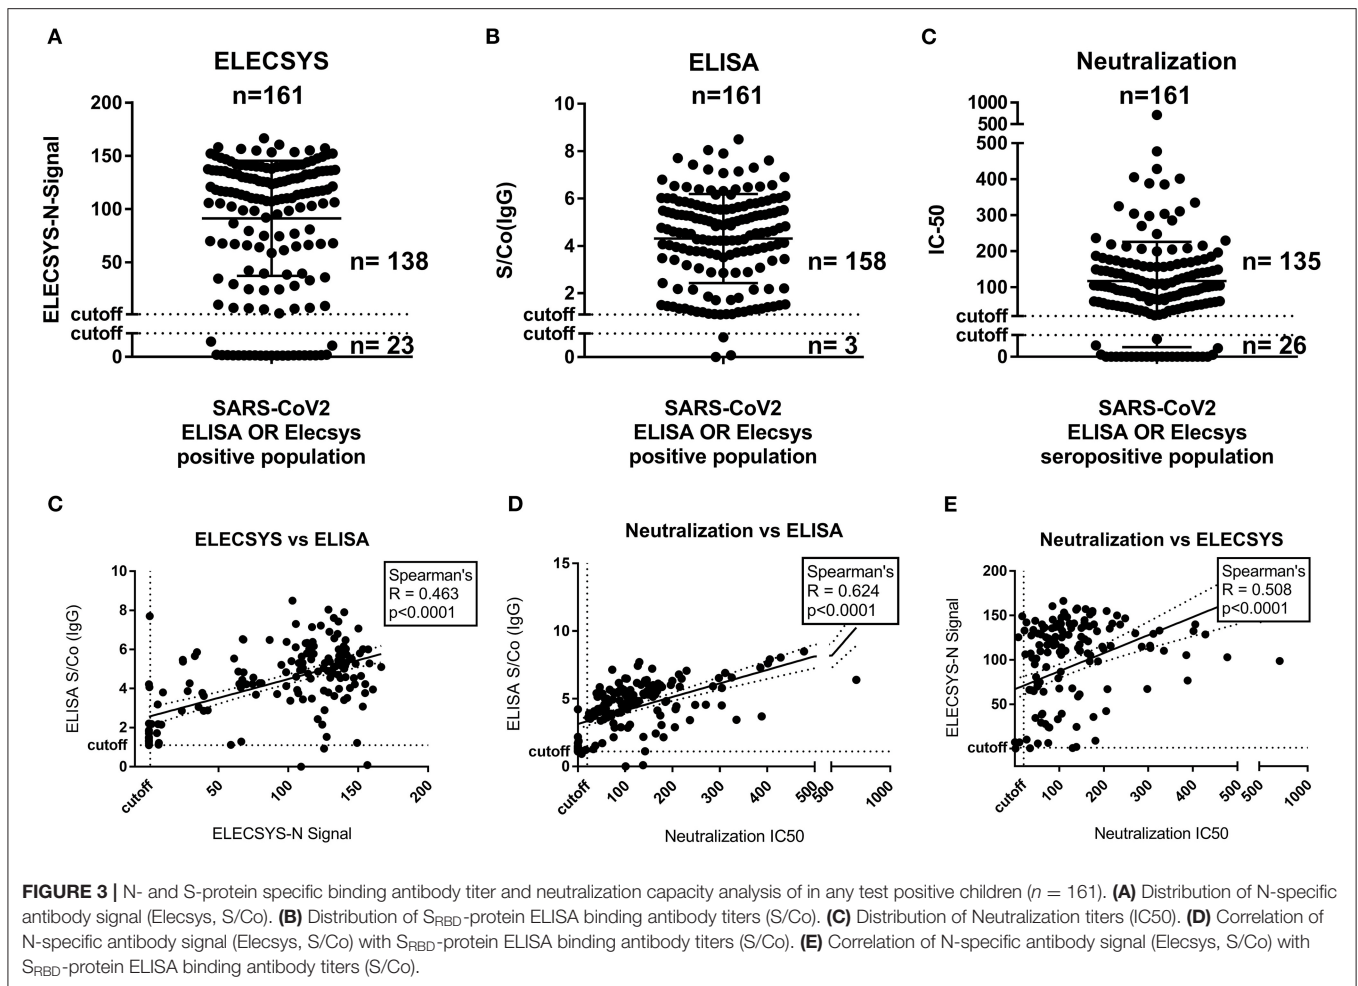 A
ELECSYS
n=161
ELECSYS-N-Signal
200
150
100
50
cutoff
cutoff
0
n= 138
n= 23
SARS-CoV2
ELISA OR Elecsys
positive population
B
ELISA
n=161
S/Co(IgG)
10
8
6
4
2
cutoff
cutoff
0
n= 158
n= 3
SARS-CoV2
ELISA OR Elecsys
positive population
C
Neutralization
n=161
IC-50
1000
500
500
400
300
200
100
cutoff
cutoff
0
n= 135
n= 26
SARS-CoV2
ELISA OR Elecsys
seropositive population
C
ELECSYS vs ELISA
Spearman's
R = 0.463
p<0.0001
ELISA S/Co (IgG)
10
8
6
4
2
cutoff
0
cutoff
50
100
150
200
ELECSYS-N Signal
D
Neutralization vs ELISA
Spearman's
R = 0.624
p<0.0001
ELISA S/Co (IgG)
15
10
5
cutoff
0
cutoff
100
200
300
400
500
500
1000
Neutralization IC50
E
Neutralization vs ELECSYS
Spearman's
R = 0.508
p<0.0001
ELECSYS-N Signal
200
150
100
50
cutoff
cutoff
100
200
300
400
500
500
1000
Neutralization IC50
FIGURE 3 | N- and S-protein specific binding antibody titer and neutralization capacity analysis of in any test positive children (n = 161). (A) Distribution of N-specific
antibody signal (Elecsys, S/Co). (B) Distribution of SRBD-protein ELISA binding antibody titers (S/Co). (C) Distribution of Neutralization titers (IC50). (D) Correlation of
N-specific antibody signal (Elecsys, S/Co) with SRBD-protein ELISA binding antibody titers (S/Co). (E) Correlation of N-specific antibody signal (Elecsys, S/Co) with
SRBD-protein ELISA binding antibody titers (S/Co).